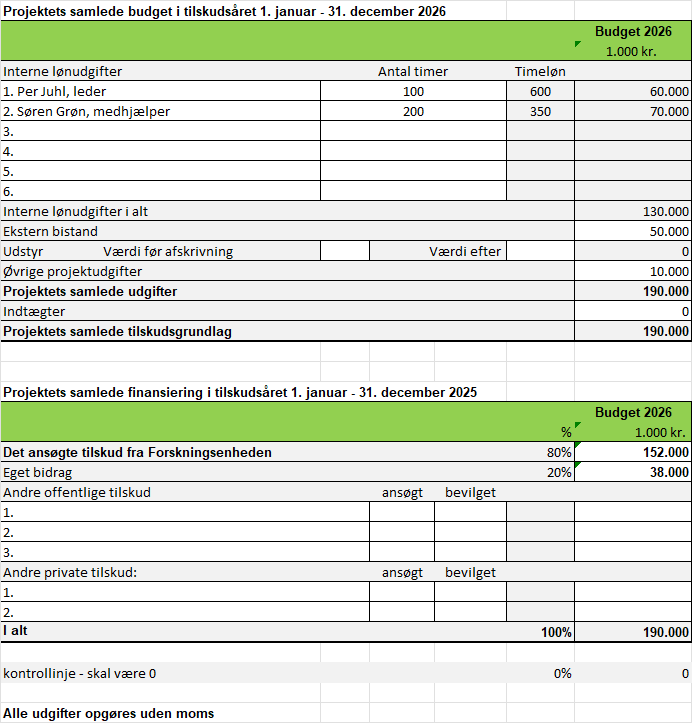 Projektets samlede budget i tilskudsåret 1. januar - 31. december 2026
Budget 2026
1.000 kr.
Interne lønudgifter Antal timer Timeløn
1. Per Juhl, leder 100 600 60.000
2. Søren Grøn, medhjælper 200 350 70.000
3.
4.
5.
6.
Interne lønudgifter i alt 130.000
Ekstern bistand 50.000
Udstyr Værdi før afskrivning Værdi efter 0
Øvrige projektudgifter 10.000
Projektets samlede udgifter 190.000
Indtægter 0
Projektets samlede tilskudsgrundlag 190.000
Projektets samlede finansiering i tilskudsåret 1. januar - 31. december 2025
Budget 2026
% 1.000 kr.
Det ansøgte tilskud fra Forskningsenheden 80% 152.000
Eget bidrag 20% 38.000
Andre offentlige tilskud ansøgt bevilget
1.
2.
3.
Andre private tilskud: ansøgt bevilget
1.
2.
I alt 100% 190.000
kontrollinje - skal være 0 0% 0
Alle udgifter opgøres uden moms